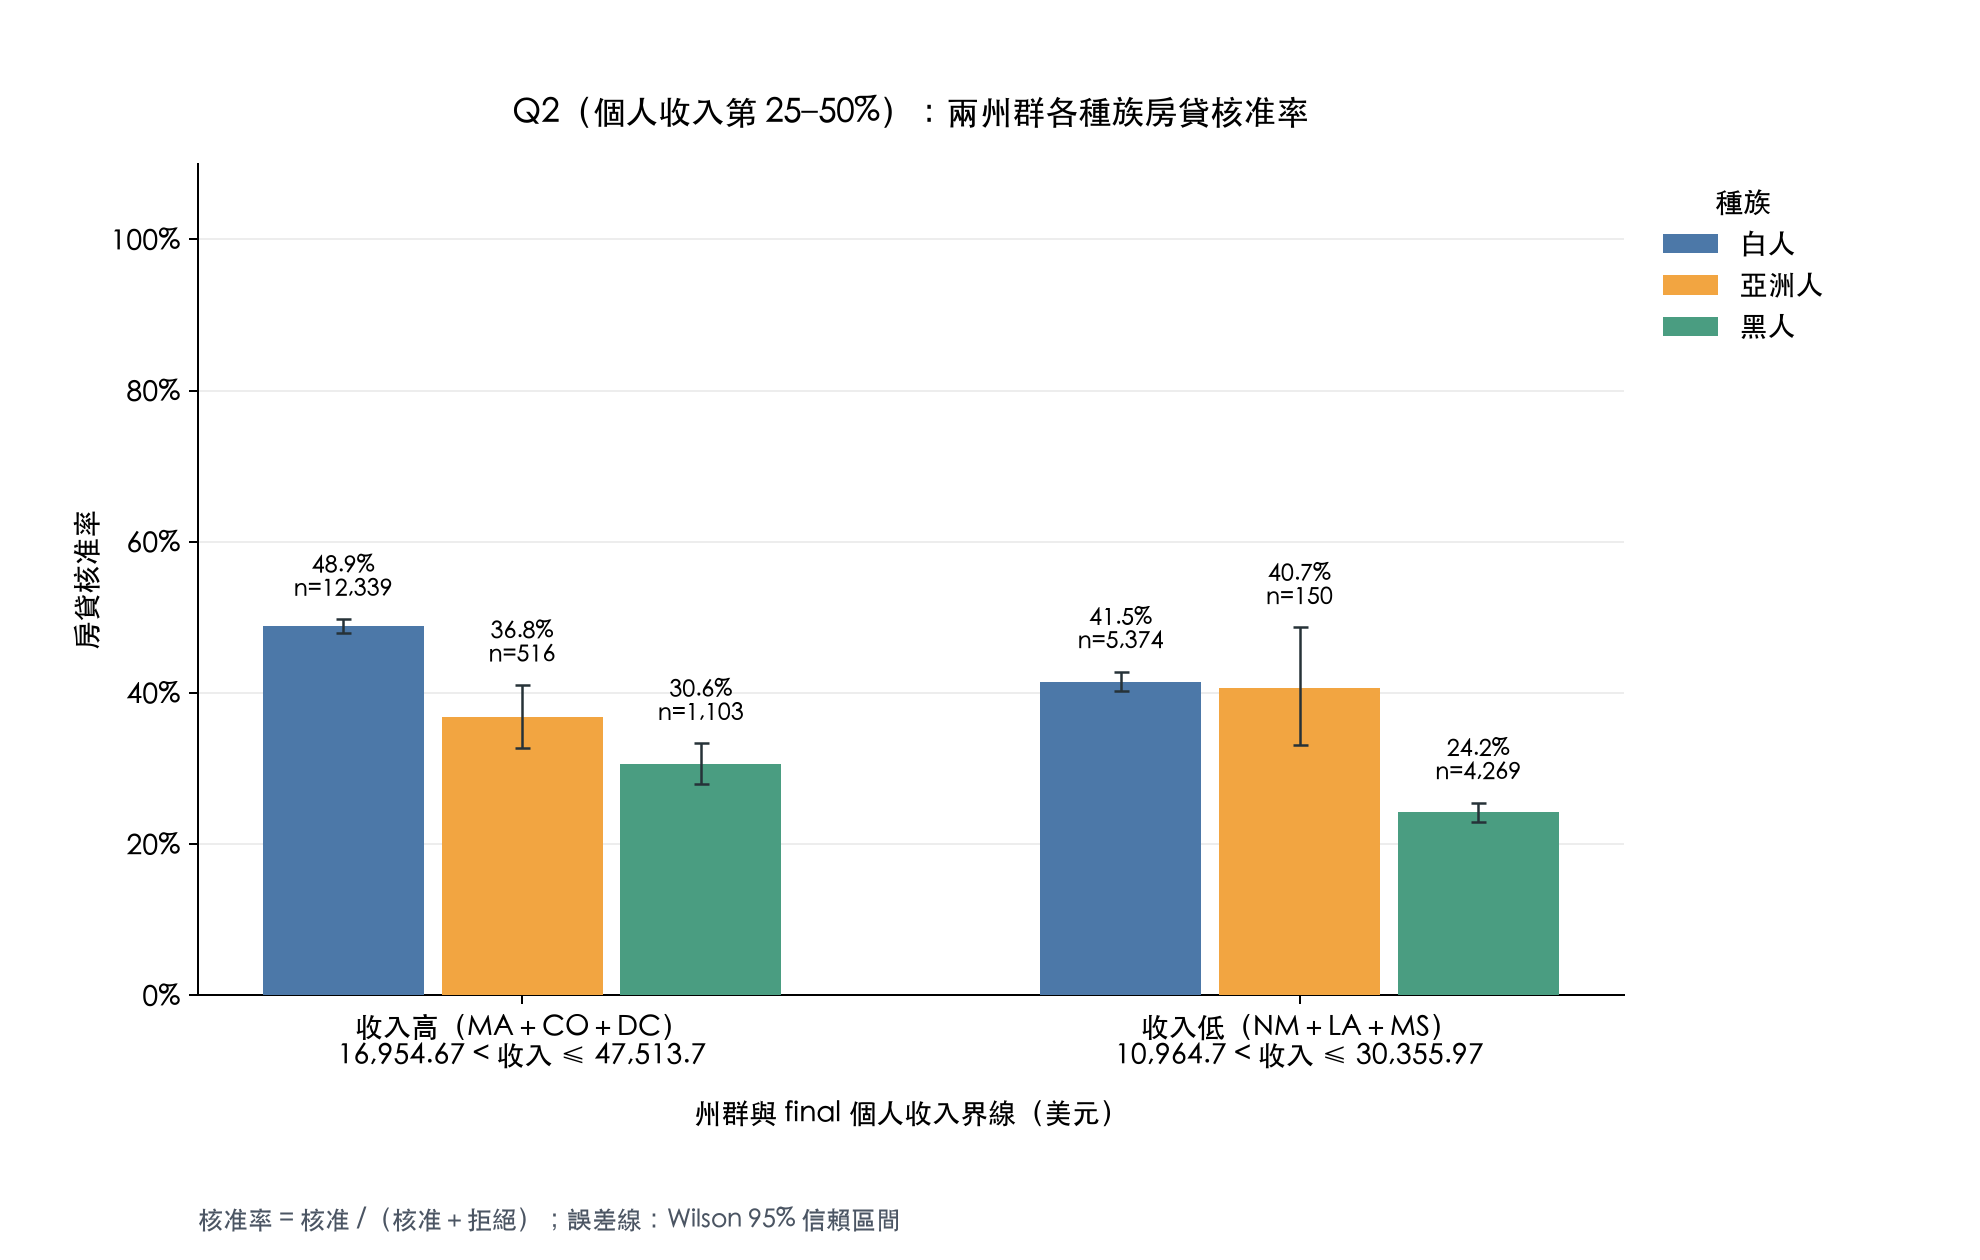 Q2（個人收入第 25–50%）：兩州群各種族房貸核准率
種族
白人
亞洲人
黑人
房貸核准率
100%
80%
60%
40%
20%
0%
48.9%
n=12,339
36.8%
n=516
30.6%
n=1,103
41.5%
n=5,374
40.7%
n=150
24.2%
n=4,269
收入高（MA + CO + DC）
16,954.67 < 收入 ⩽ 47,513.7
收入低（NM + LA + MS）
10,964.7 < 收入 ⩽ 30,355.97
州群與 final 個人收入界線（美元）
核准率 = 核准 /（核准 + 拒絕）；誤差線：Wilson 95% 信賴區間